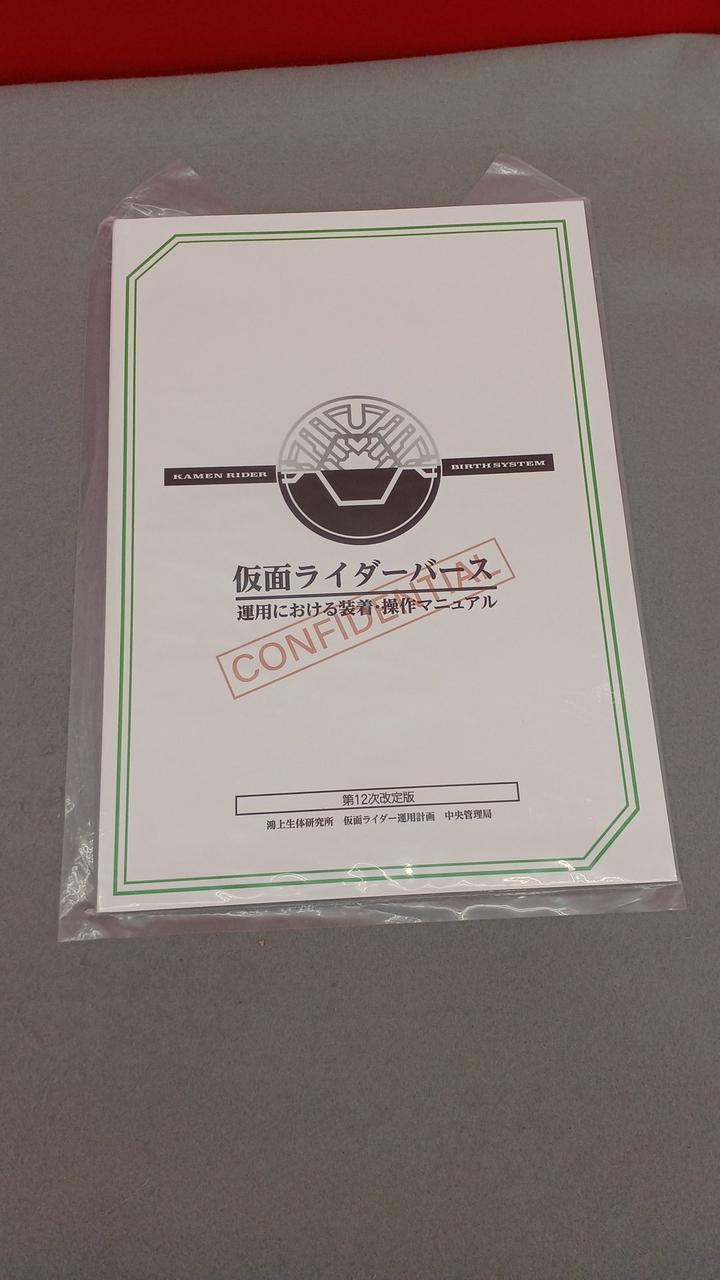 KAMEN RIDER BIRTH SYSTEM
仮面ライダーバース
運用における装着・操作マニュアル
CONFIDENTIAL
第12次改定版
鴻上生体研究所 仮面ライダー運用計画 中央管理局